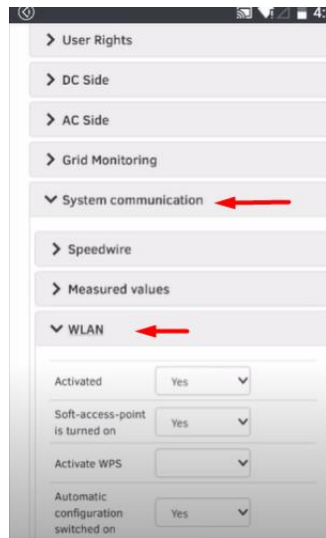 4:
User Rights
DC Side
AC Side
Grid Monitoring
System communication
Speedwire
Measured values
WLAN
Activated Yes
Soft-access-point
is turned on Yes
Activate WPS
Automatic
configuration
switched on Yes